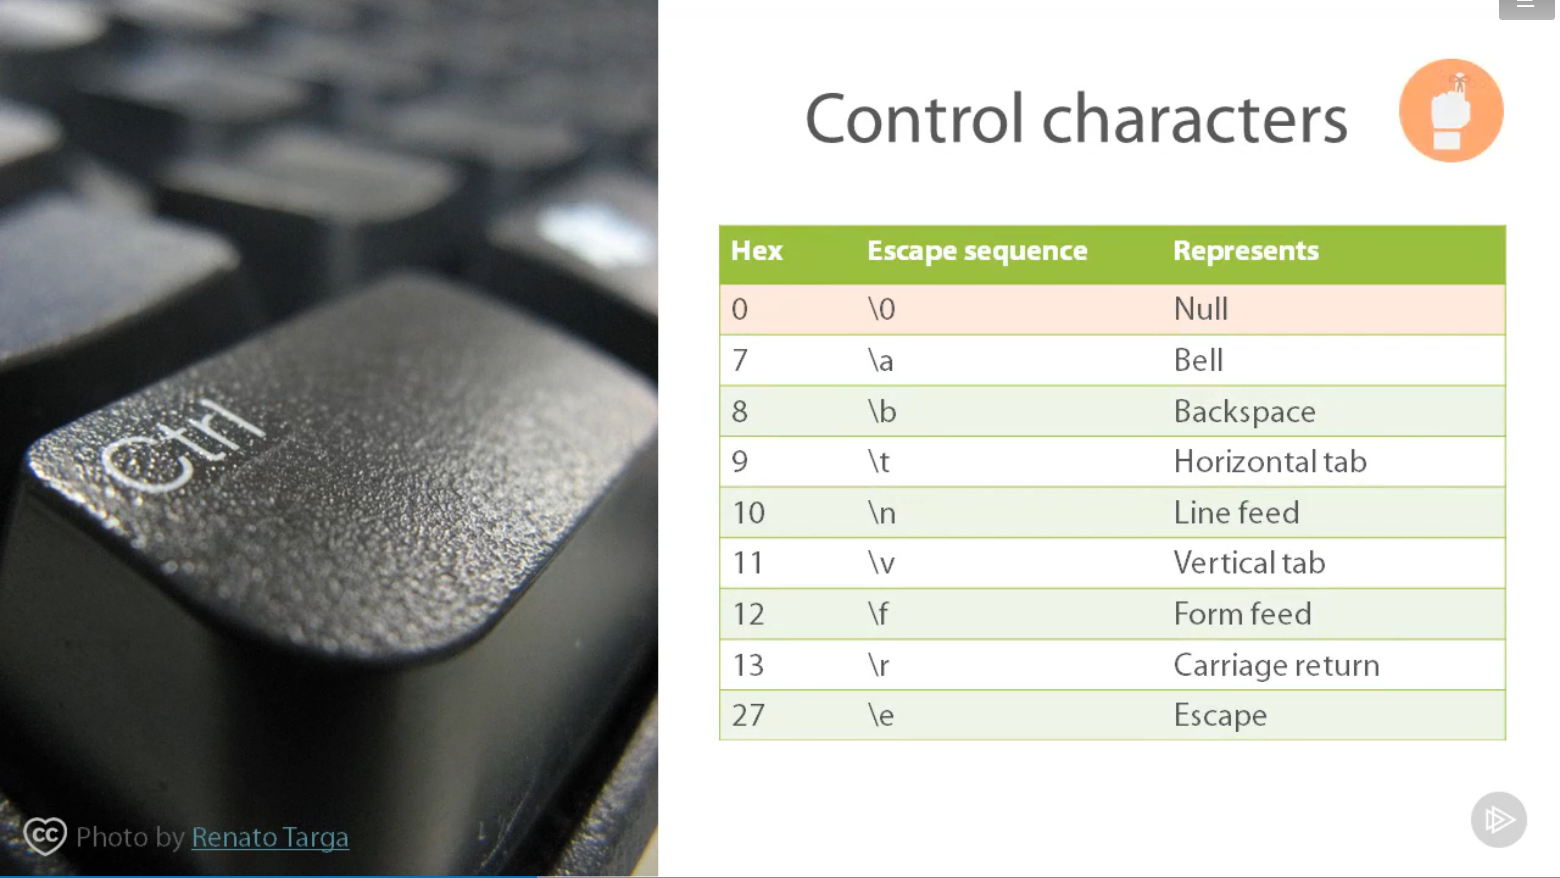 Control characters
Hex Escape sequence Represents
0 \0 Null
7 \a Bell
8 \b Backspace
9 \t Horizontal tab
10 \n Line feed
11 \v Vertical tab
12 \f Form feed
13 \r Carriage return
27 \e Escape
Ctrl
cc Photo by Renato Targa